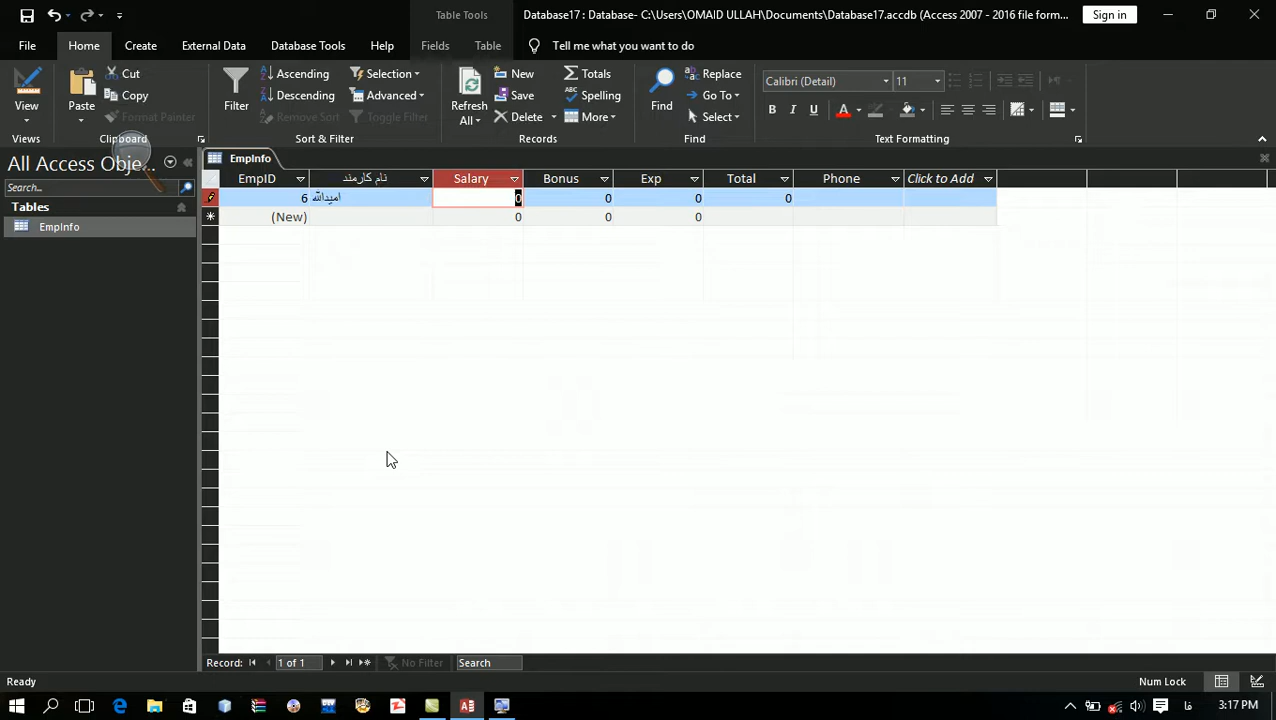 Table Tools
Database17 : Database- C:\Users\OMAID ULLAH\Documents\Database17.accdb (Access 2007 - 2016 file form...
Sign in
File Home Create External Data Database Tools Help Fields Table Tell me what you want to do
View
Views
Paste
Cut
Copy
Format Painter
Clipboard
Filter
Ascending
Descending
Remove Sort
Selection
Advanced
Toggle Filter
Sort & Filter
Refresh All
New
Save
Delete
Totals
Spelling
More
Records
Find
Replace
Go To
Select
Find
Calibri (Detail) 11
B I U A
Text Formatting
All Access Obje...
Search...
Tables
EmpInfo
EmpInfo
EmpID نام کارمند Salary Bonus Exp Total Phone Click to Add
6 امیدالله 0 0 0 0
(New) 0 0 0
Record: 1 of 1 No Filter Search
Ready
Num Lock
فا 3:17 PM